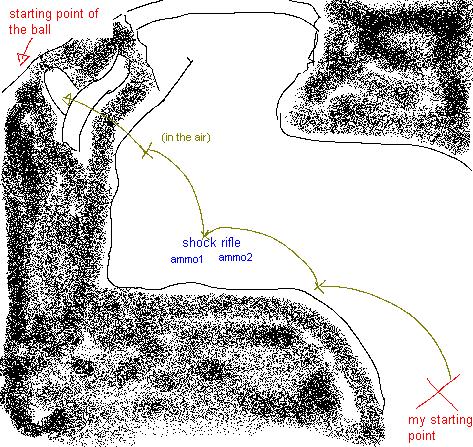 starting point of
the ball
(in the air)
shock rifle
ammo1 ammo2
my starting
point